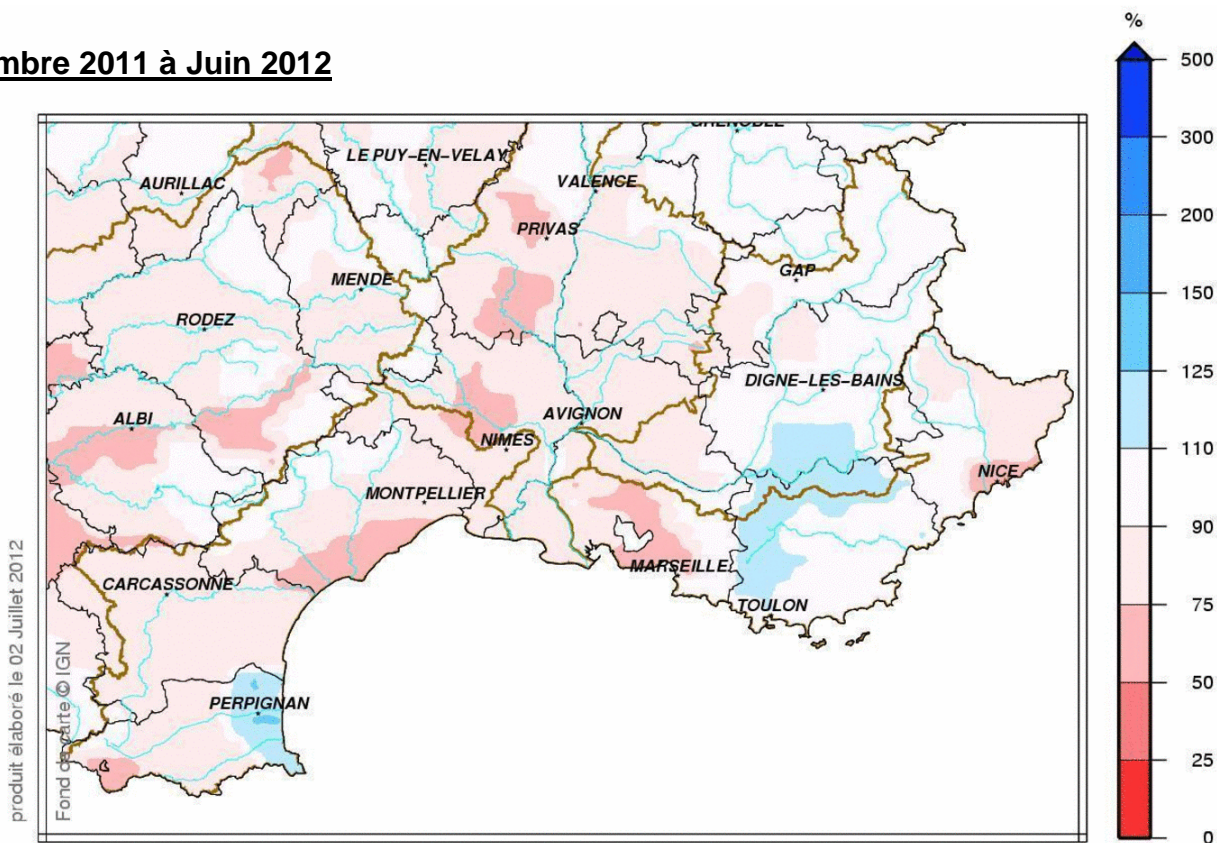 mbre 2011 à Juin 2012
%
500
300
200
150
125
110
90
75
50
25
0
LE PUY-EN-VELAY
AURILLAC
VALENCE
PRIVAS
GAP
MENDE
RODEZ
DIGNE-LES-BAINS
ALBI
AVIGNON
NIMES
NICE
MONTPELLIER
MARSEILLE
CARCASSONNE
TOULON
PERPIGNAN
produit élaboré le 02 Juillet 2012
Fond de carte © IGN